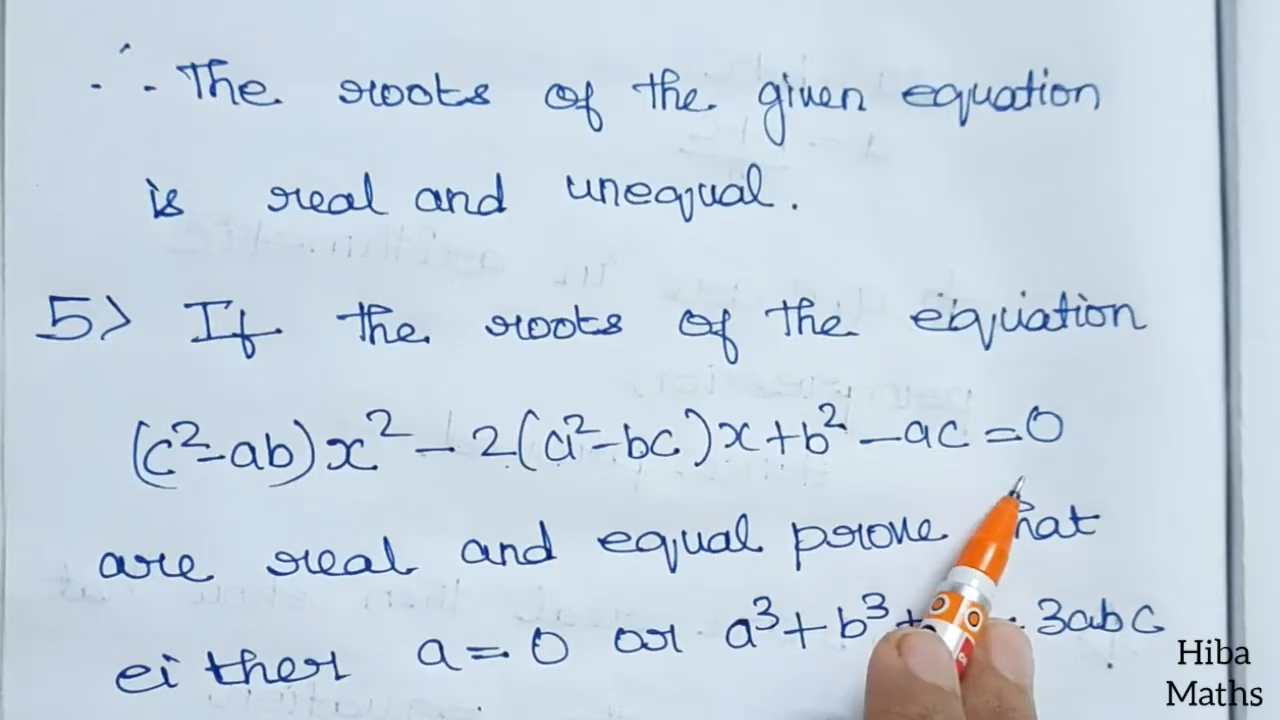 ∴ The roots of the given equation
is real and unequal.
5> If the roots of the equation
(c²-ab)x² - 2(a²-bc)x + b² - ac = 0
are real and equal prove hat
either a = 0 or a³ + b³ + 3abc.
Hiba
Maths